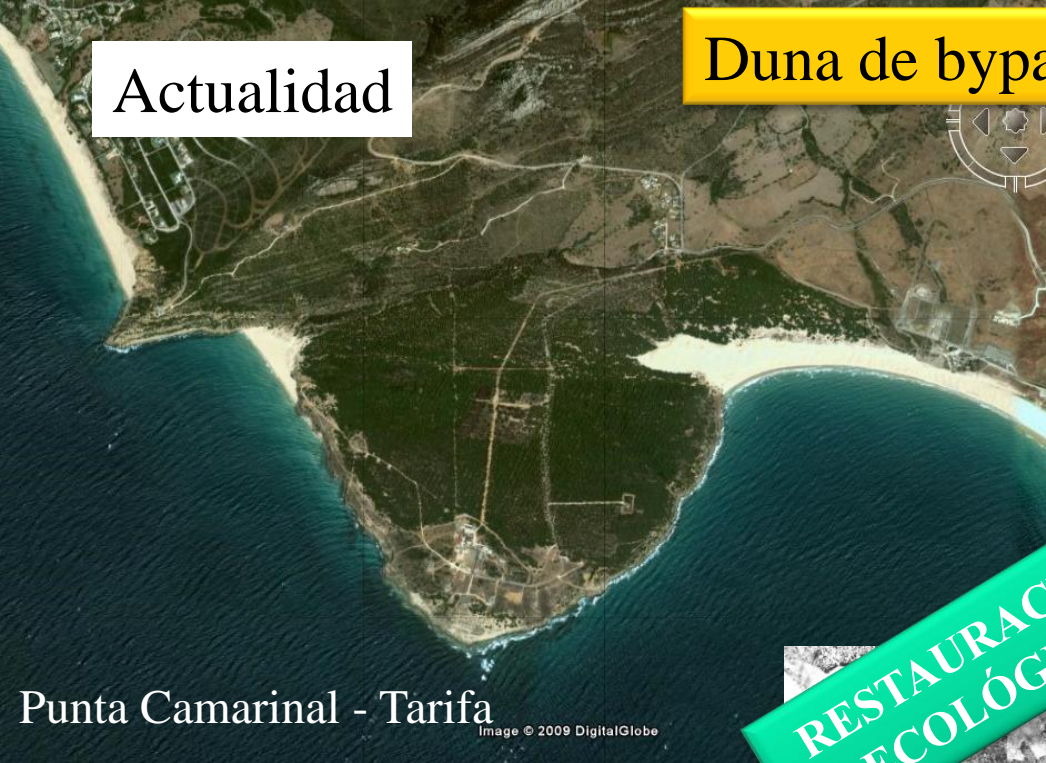 Actualidad
Duna de bypa
RESTAURAC
ECOLÓG
Punta Camarinal - Tarifa
Image © 2009 DigitalGlobe